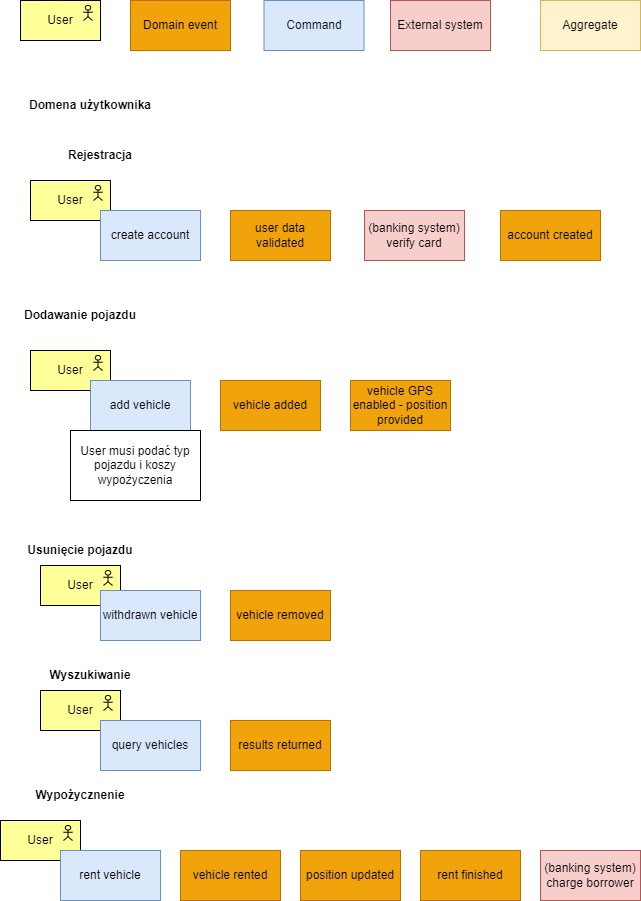 User
Domain event
Command
External system
Aggregate
Domena użytkownika
Rejestracja
User
create account
user data
validated
(banking system)
verify card
account created
Dodawanie pojazdu
User
add vehicle
vehicle added
vehicle GPS
enabled - position
provided
User musi podać typ
pojazdu i koszy
wypożyczenia
Usunięcie pojazdu
User
withdrawn vehicle
vehicle removed
Wyszukiwanie
User
query vehicles
results returned
Wypożycznenie
User
rent vehicle
vehicle rented
position updated
rent finished
(banking system)
charge borrower